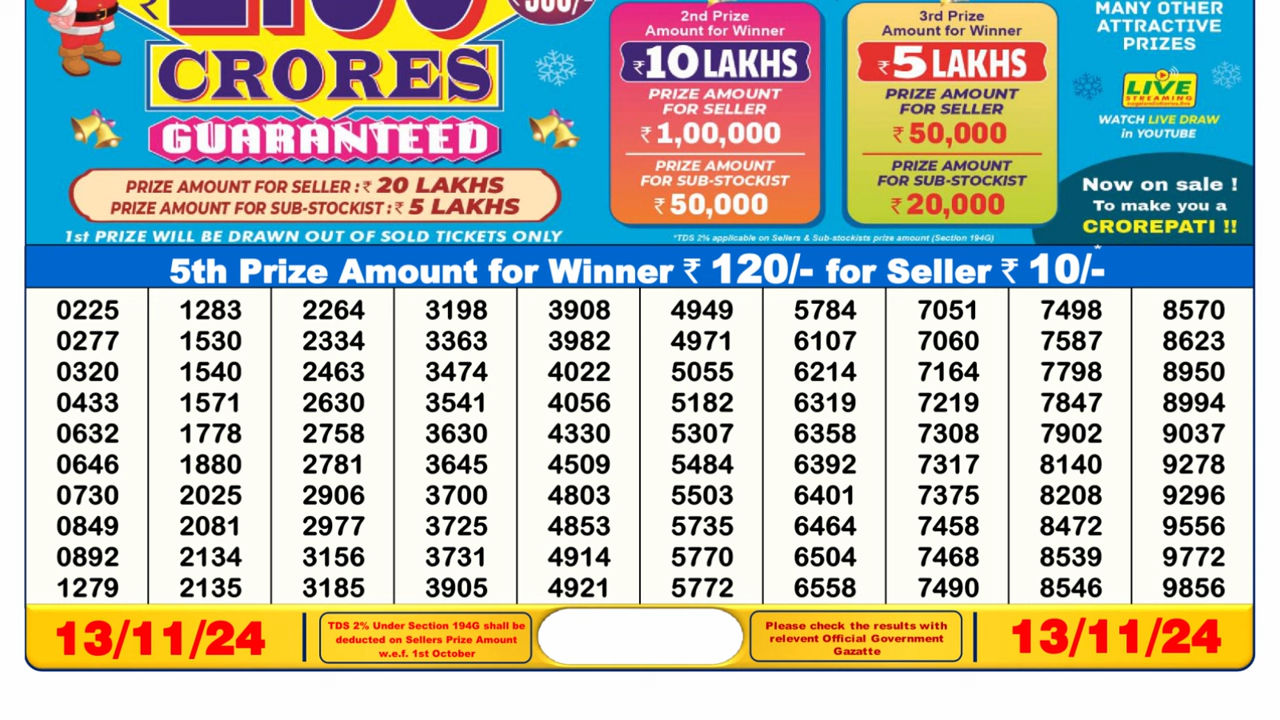 CRORES
GUARANTEED
PRIZE AMOUNT FOR SELLER :₹ 20 LAKHS
PRIZE AMOUNT FOR SUB-STOCKIST :₹ 5 LAKHS
1st PRIZE WILL BE DRAWN OUT OF SOLD TICKETS ONLY
2nd Prize
Amount for Winner
₹10 LAKHS
PRIZE AMOUNT
FOR SELLER
₹ 1,00,000
PRIZE AMOUNT
FOR SUB-STOCKIST
₹ 50,000
3rd Prize
Amount for Winner
₹5 LAKHS
PRIZE AMOUNT
FOR SELLER
₹ 50,000
PRIZE AMOUNT
FOR SUB-STOCKIST
₹ 20,000
*TDS 2% applicable on Sellers & Sub-stockists prize amount (Section 194G)
MANY OTHER
ATTRACTIVE
PRIZES
LIVE
STREAMING
WATCH LIVE DRAW
in YOUTUBE
Now on sale !
To make you a
CROREPATI !!
5th Prize Amount for Winner ₹ 120/- for Seller ₹ 10/-*
0225 1283 2264 3198 3908 4949 5784 7051 7498 8570
0277 1530 2334 3363 3982 4971 6107 7060 7587 8623
0320 1540 2463 3474 4022 5055 6214 7164 7798 8950
0433 1571 2630 3541 4056 5182 6319 7219 7847 8994
0632 1778 2758 3630 4330 5307 6358 7308 7902 9037
0646 1880 2781 3645 4509 5484 6392 7317 8140 9278
0730 2025 2906 3700 4803 5503 6401 7375 8208 9296
0849 2081 2977 3725 4853 5735 6464 7458 8472 9556
0892 2134 3156 3731 4914 5770 6504 7468 8539 9772
1279 2135 3185 3905 4921 5772 6558 7490 8546 9856
13/11/24
TDS 2% Under Section 194G shall be
deducted on Sellers Prize Amount
w.e.f. 1st October
Please check the results with
relevent Official Government
Gazatte
13/11/24